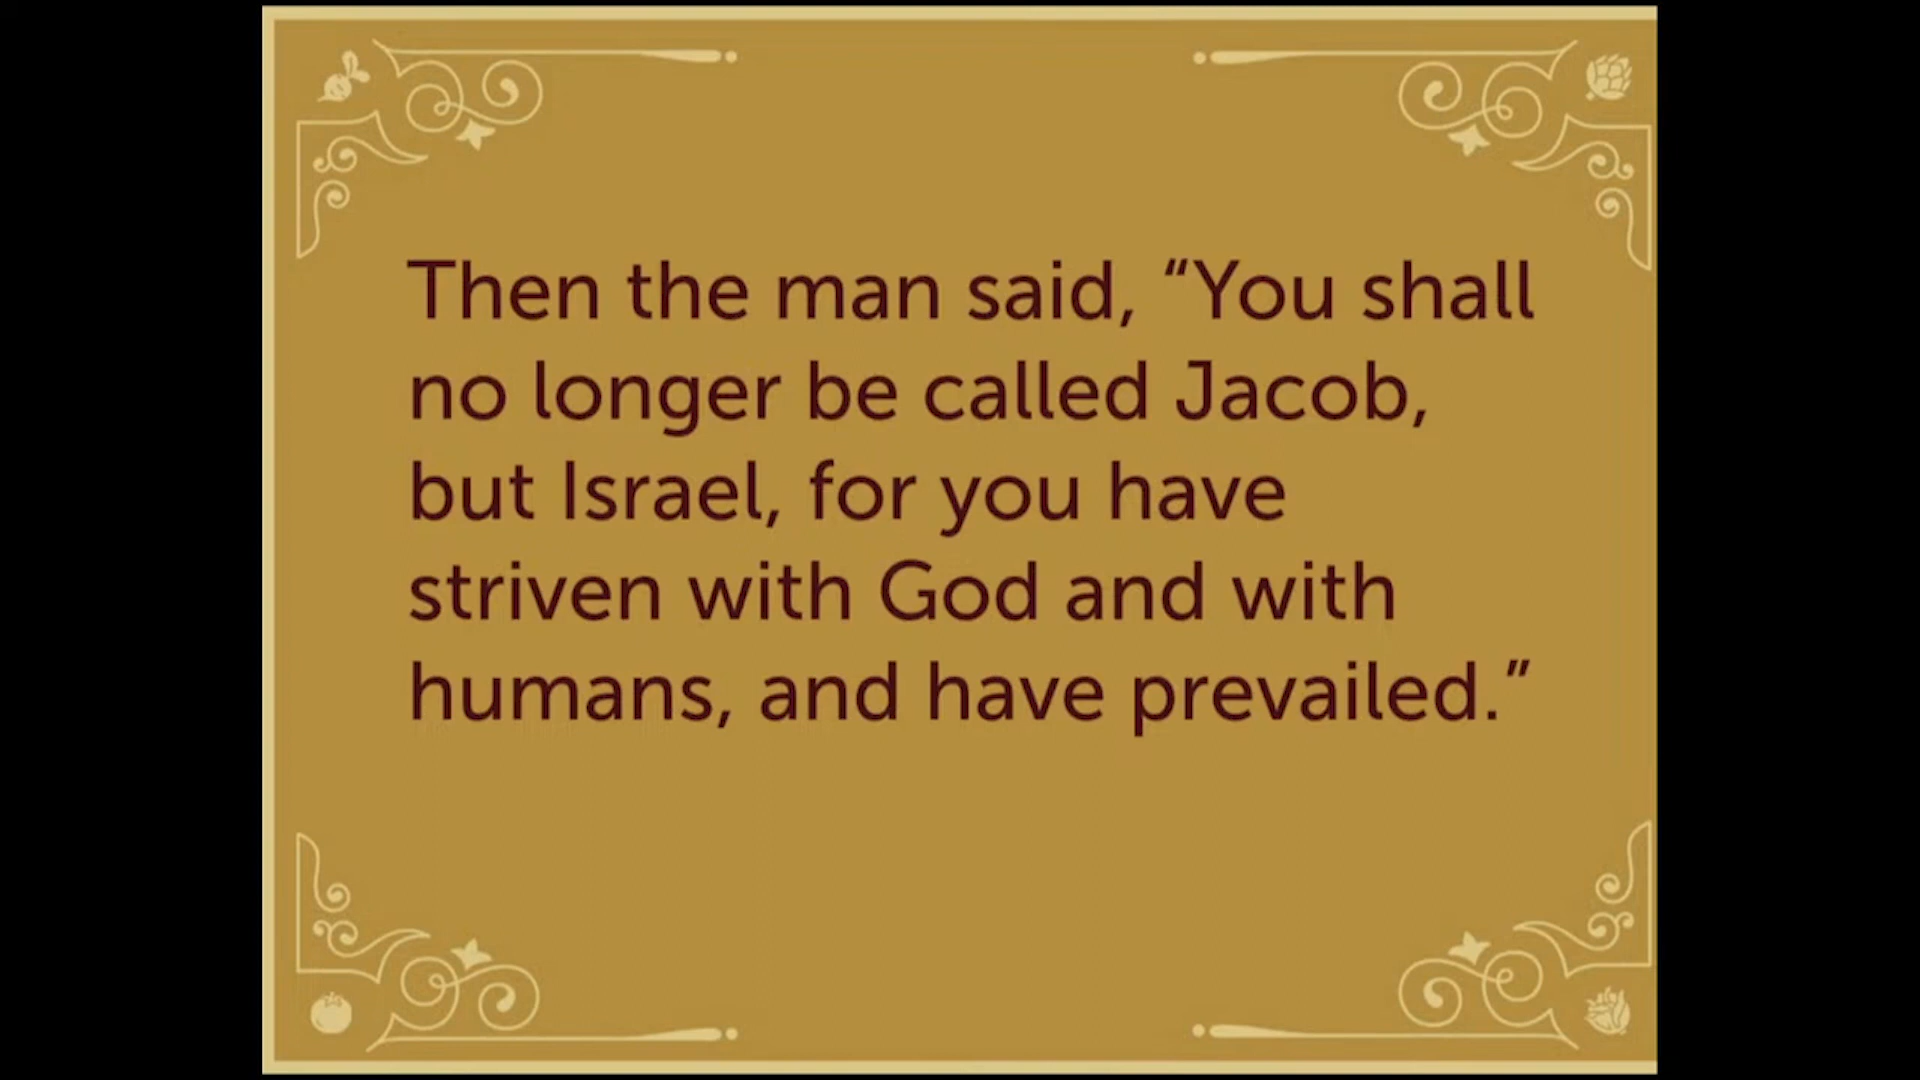 Then the man said, “You shall
no longer be called Jacob,
but Israel, for you have
striven with God and with
humans, and have prevailed.”